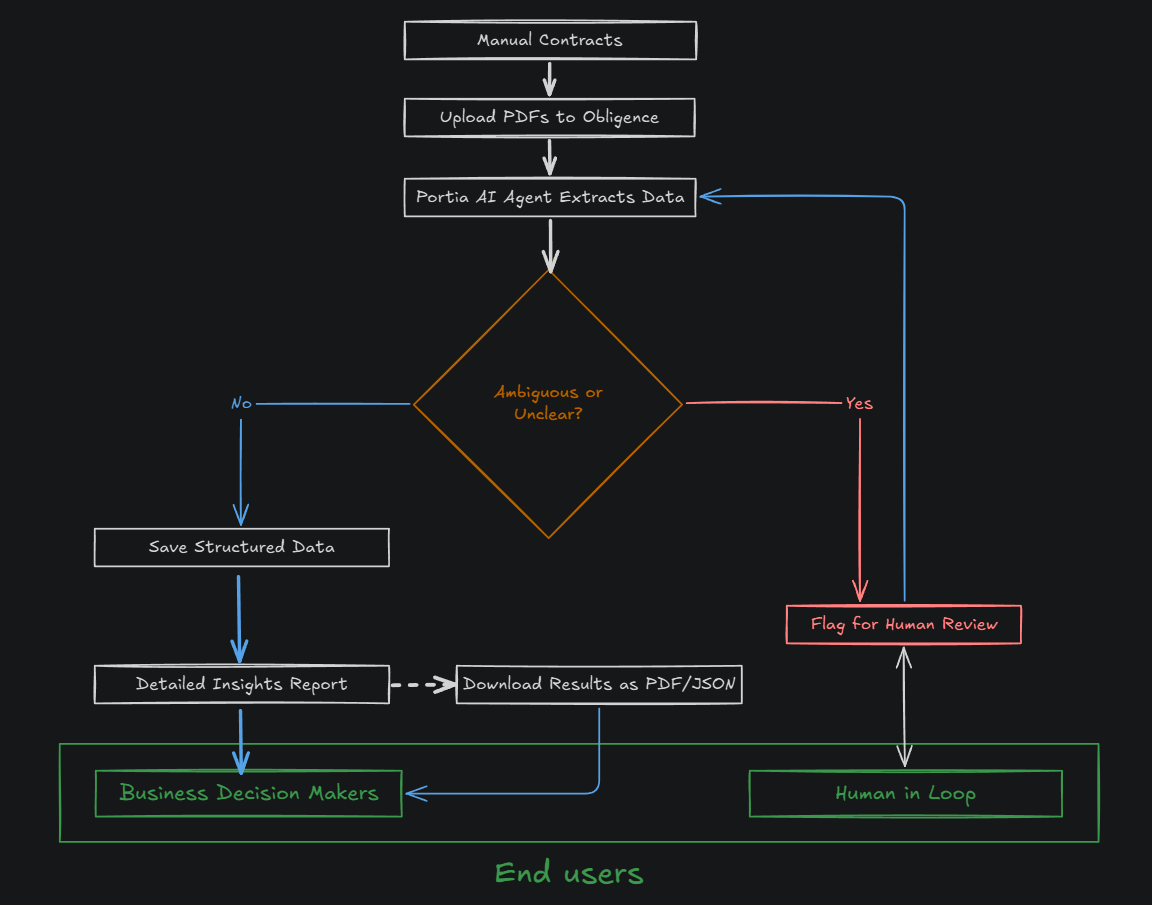 Manual Contracts
Upload PDFs to Obligence
Portia AI Agent Extracts Data
Ambiguous or
Unclear?
No
Yes
Save Structured Data
Flag for Human Review
Detailed Insights Report
Download Results as PDF/JSON
Business Decision Makers
Human in Loop
End users